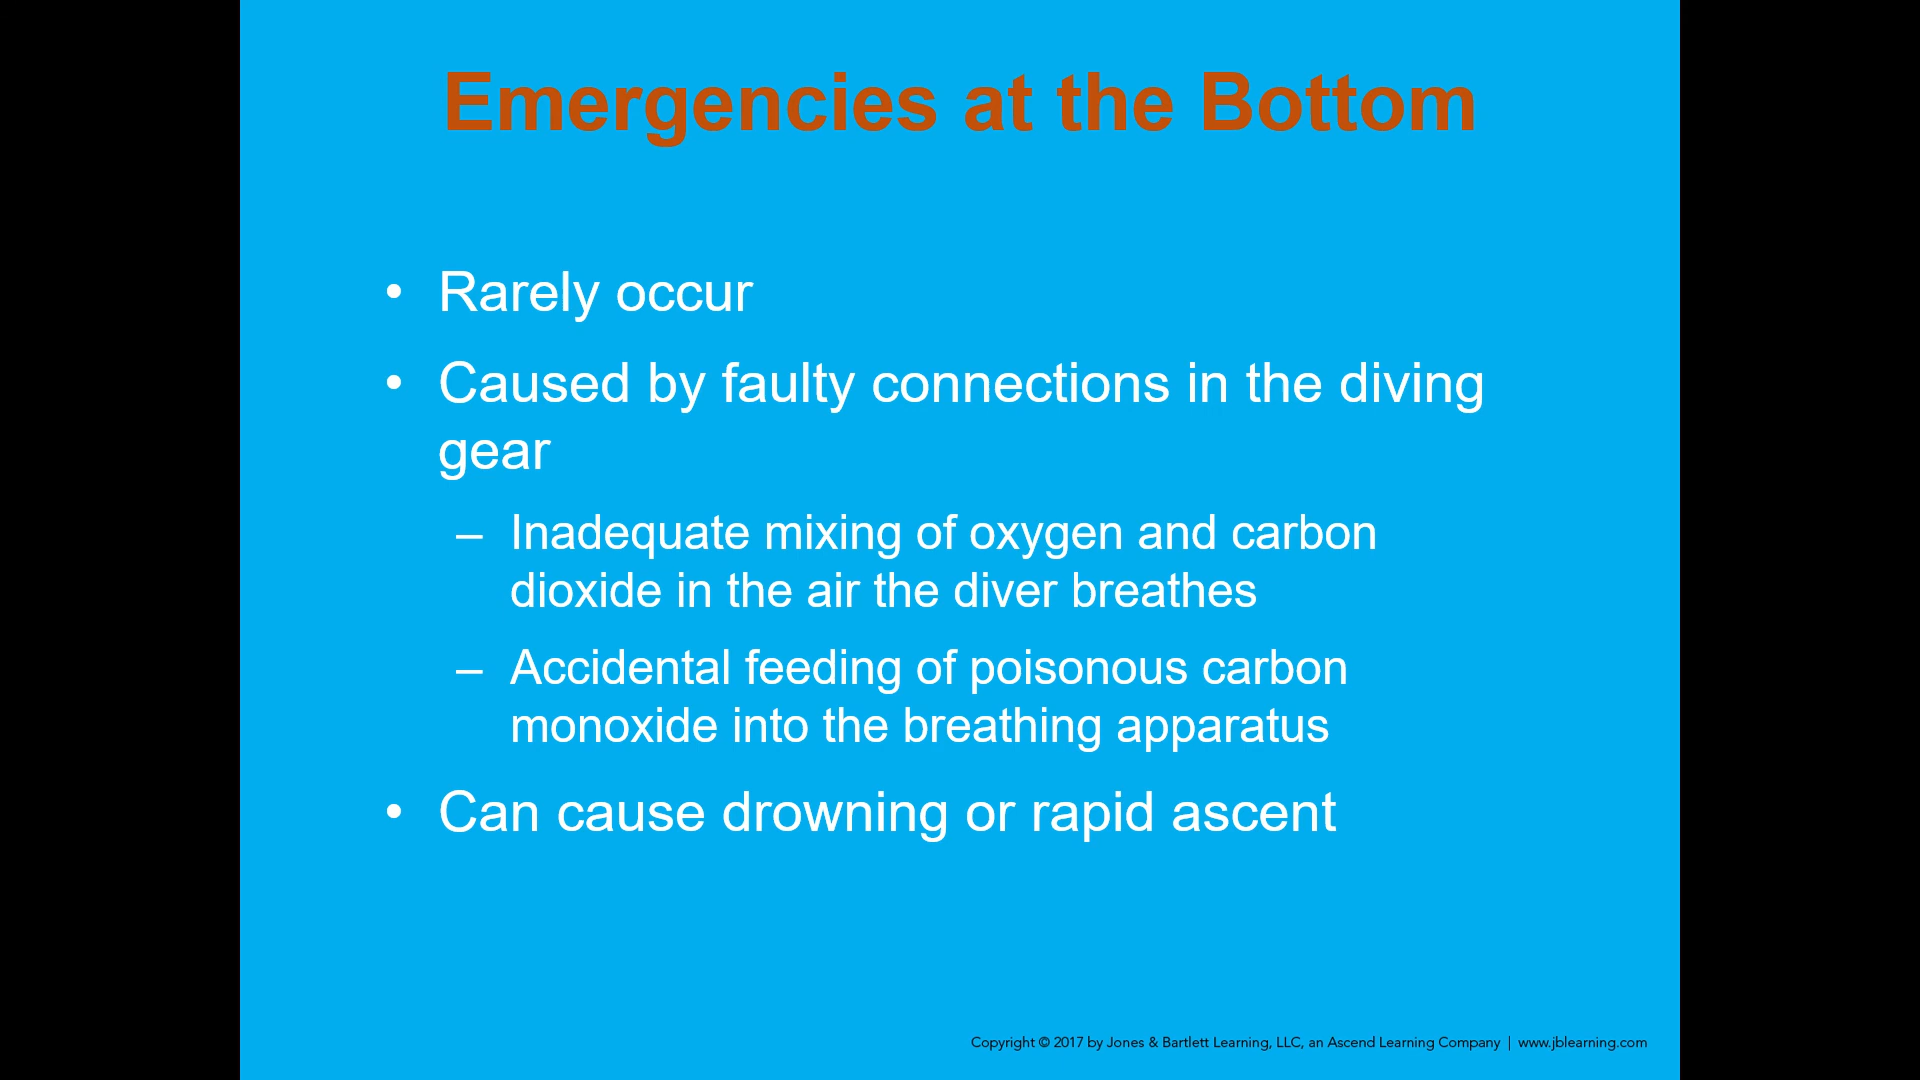 Emergencies at the Bottom
• Rarely occur
• Caused by faulty connections in the diving
gear
– Inadequate mixing of oxygen and carbon
dioxide in the air the diver breathes
– Accidental feeding of poisonous carbon
monoxide into the breathing apparatus
• Can cause drowning or rapid ascent
Copyright © 2017 by Jones & Bartlett Learning, LLC, an Ascend Learning Company | www.jblearning.com